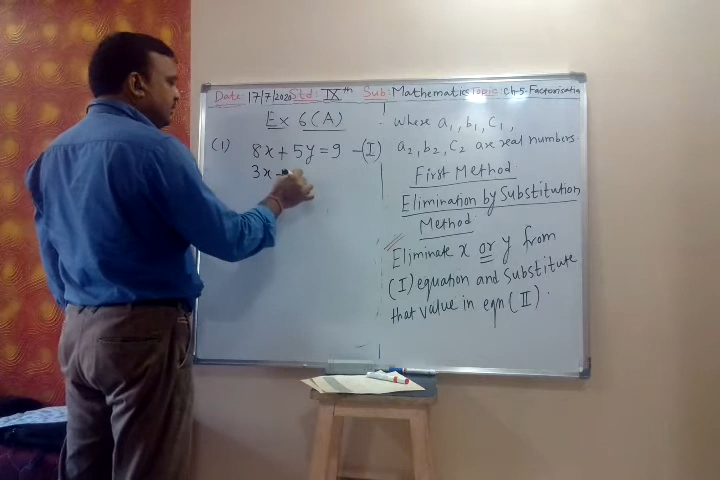 Date: 17/7/2020 Std: IXth Sub: Mathematics Topic: Ch-5-Factorisation
Ex 6(A)
(1) 8x + 5y = 9 - (I)
3x
where a1, b1, c1,
a2, b2, c2 are real numbers
First Method
Elimination by Substitution
Method
Eliminate x or y from
(I) equation and substitute
that value in eqn (II).